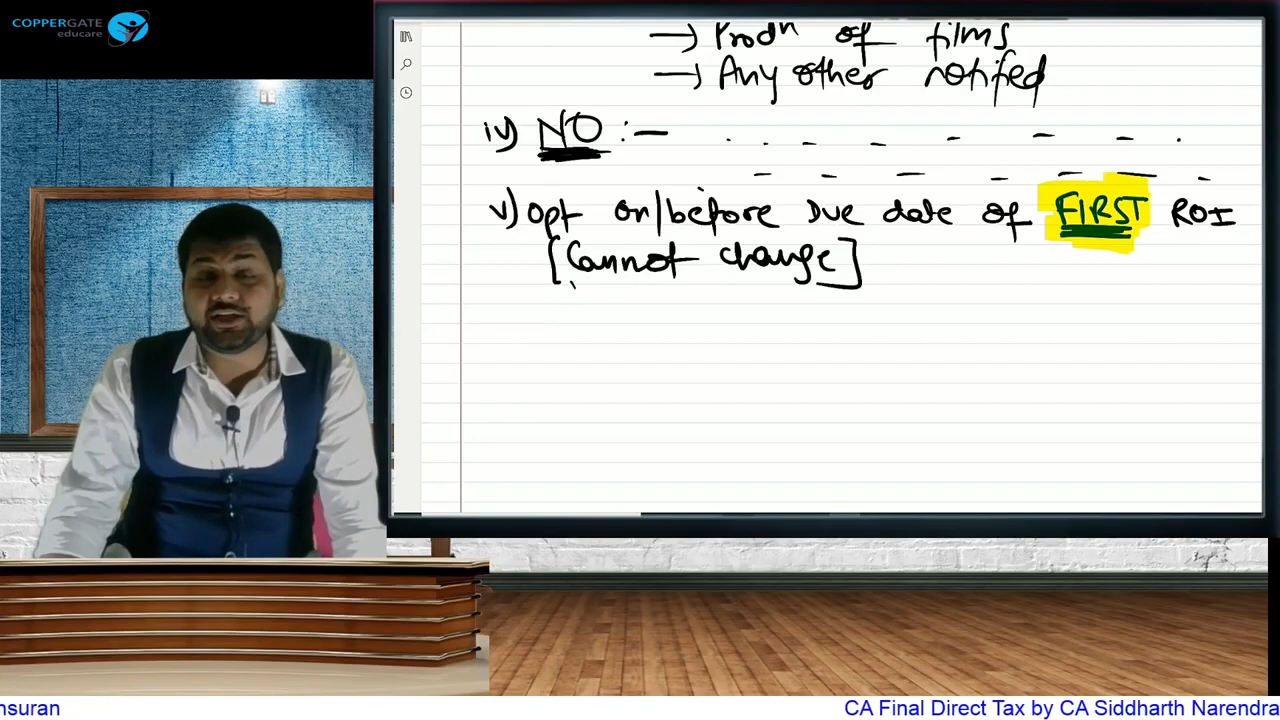 COPPERGATE
educare
→ Prodn of films
→ Any other notifed
iv) NO :—
v) Opt on/before Due date of FIRST ROI
[Cannot change]
nsuran
CA Final Direct Tax by CA Siddharth Narendra